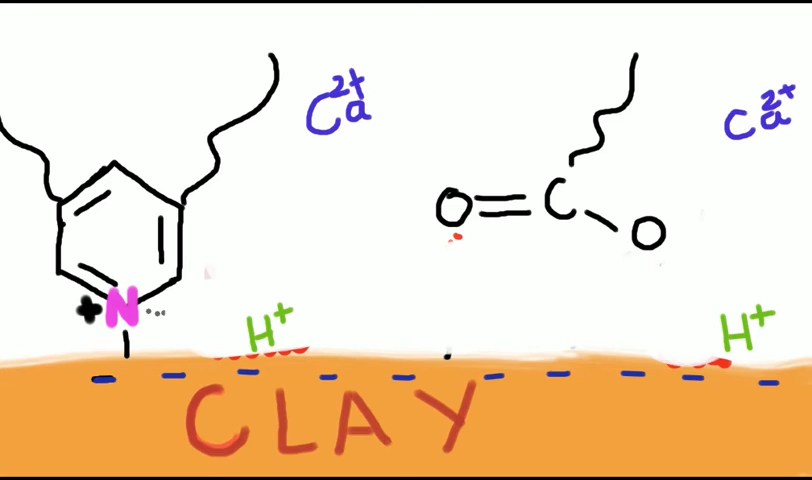 Ca2+
Ca2+
O=C
O
+N
H+
H+
CLAY